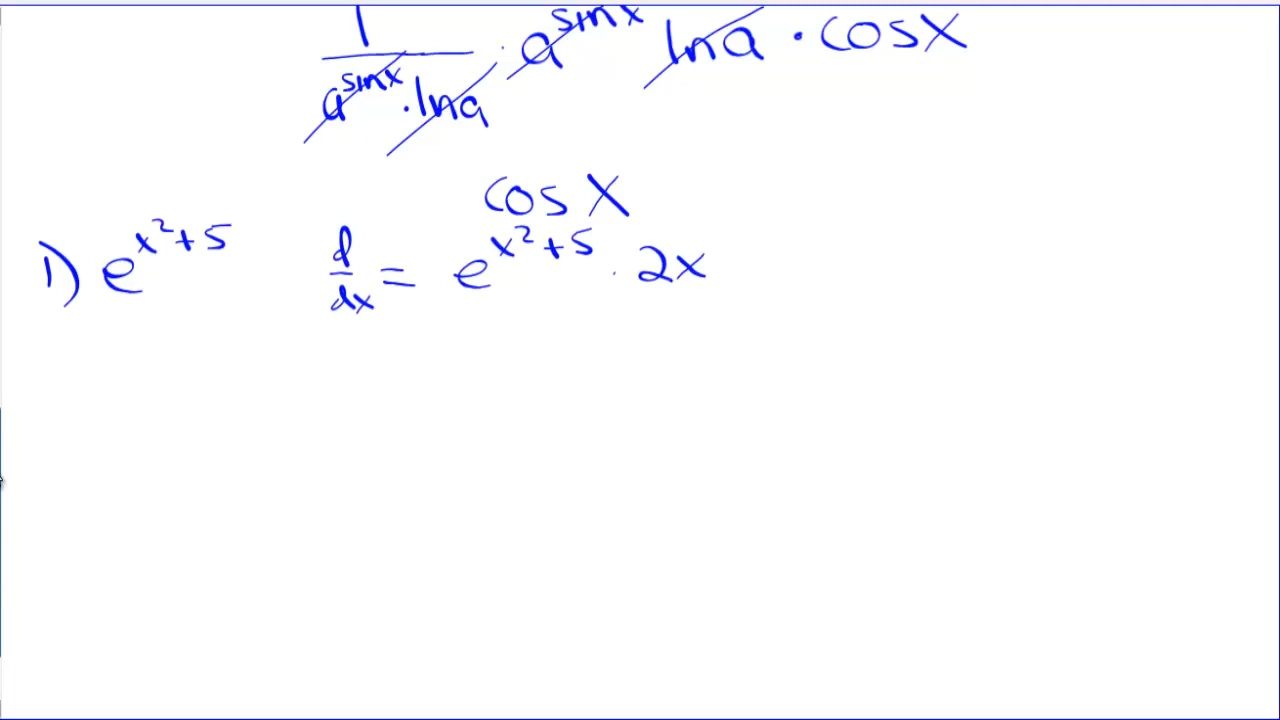 1/(a^sinx · lna) · a^sinx lna · cosx
cos x
1) e^x²+5 d/dx = e^x²+5 · 2x